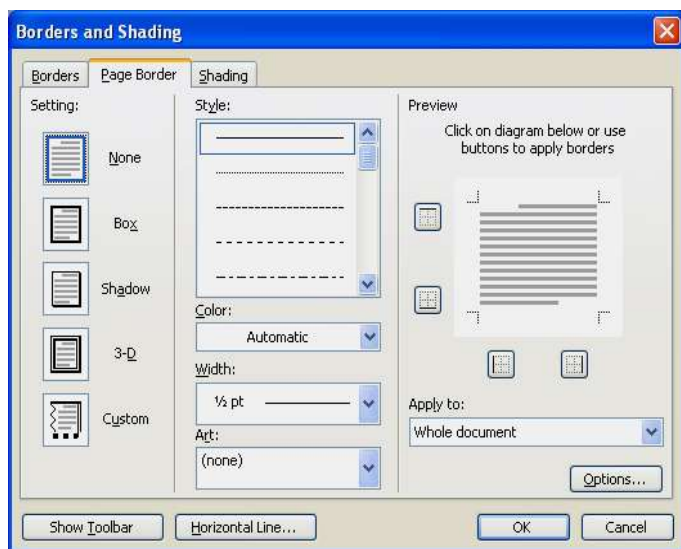 Borders and Shading
Borders
Page Border
Shading
Setting:
None
Box
Shadow
3-D
Custom
Style:
Color:
Automatic
Width:
½ pt
Art:
(none)
Preview
Click on diagram below or use
buttons to apply borders
Apply to:
Whole document
Options...
Show Toolbar
Horizontal Line...
OK
Cancel